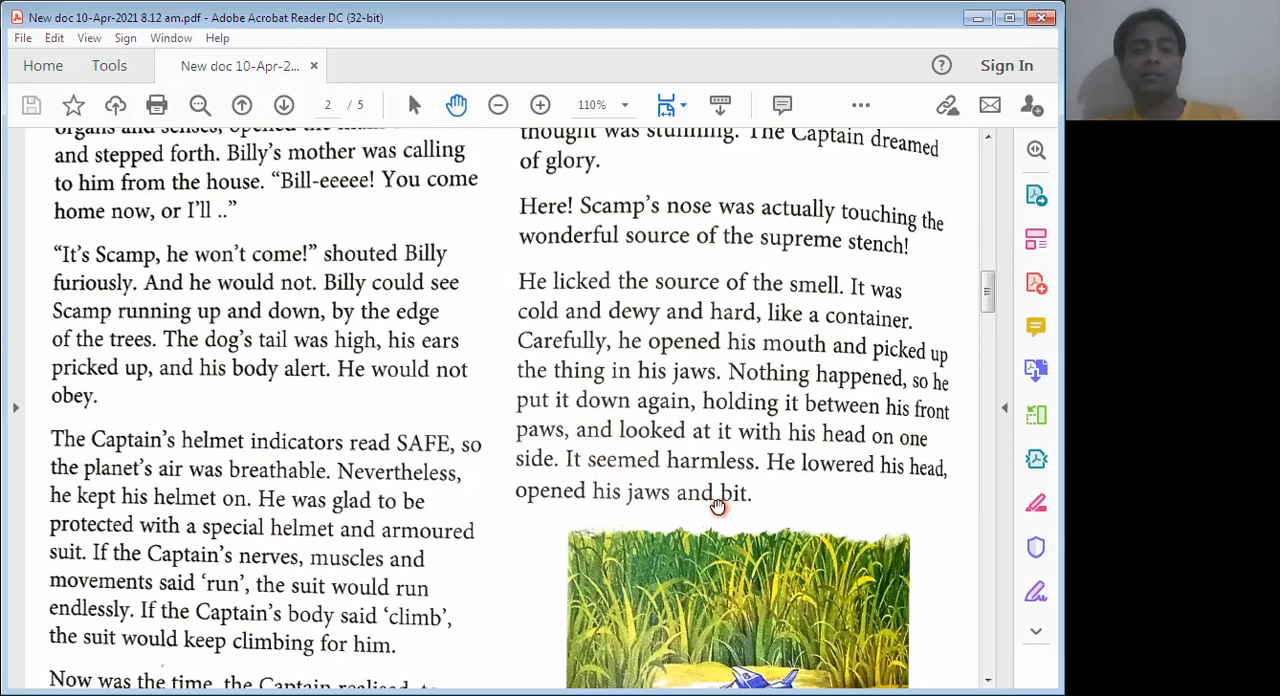 New doc 10-Apr-2021 8.12 am.pdf - Adobe Acrobat Reader DC (32-bit)
File Edit View Sign Window Help
Home Tools New doc 10-Apr-2... × Sign In
2 / 5 110%
and stepped forth. Billy's mother was calling
to him from the house. “Bill-eeeee! You come
home now, or I'll ..”
“It's Scamp, he won't come!” shouted Billy
furiously. And he would not. Billy could see
Scamp running up and down, by the edge
of the trees. The dog's tail was high, his ears
pricked up, and his body alert. He would not
obey.
The Captain's helmet indicators read SAFE, so
the planet's air was breathable. Nevertheless,
he kept his helmet on. He was glad to be
protected with a special helmet and armoured
suit. If the Captain's nerves, muscles and
movements said ‘run’, the suit would run
endlessly. If the Captain's body said ‘climb’,
the suit would keep climbing for him.
Now was the time, the Captain realised, to
thought was stunning. The Captain dreamed
of glory.
Here! Scamp's nose was actually touching the
wonderful source of the supreme stench!
He licked the source of the smell. It was
cold and dewy and hard, like a container.
Carefully, he opened his mouth and picked up
the thing in his jaws. Nothing happened, so he
put it down again, holding it between his front
paws, and looked at it with his head on one
side. It seemed harmless. He lowered his head,
opened his jaws and bit.